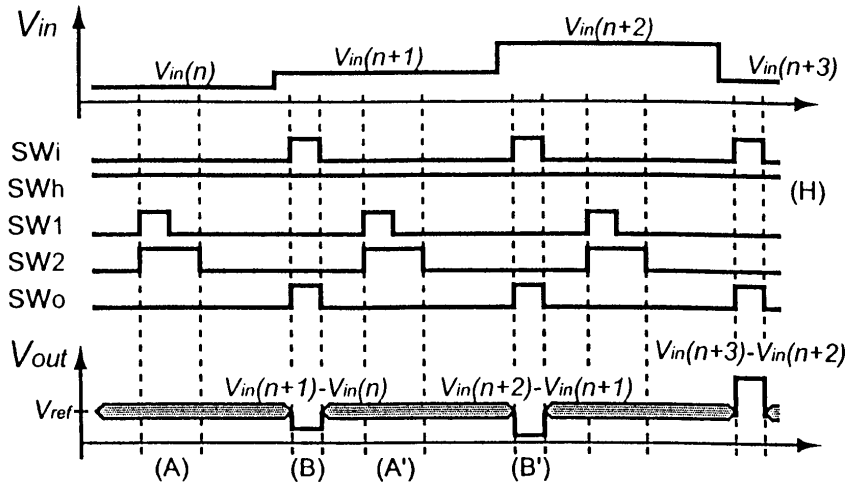 Vin
Vin(n)
Vin(n+1)
Vin(n+2)
Vin(n+3)
SWi
SWh
(H)
SW1
SW2
SWo
Vout
Vin(n+3)-Vin(n+2)
Vin(n+1)-Vin(n)
Vin(n+2)-Vin(n+1)
Vref
(A)
(B)
(A')
(B')